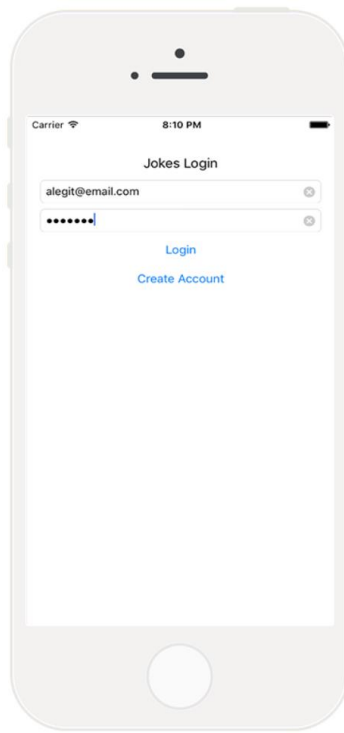 Carrier 8:10 PM
Jokes Login
alegit@email.com
•••••••
Login
Create Account